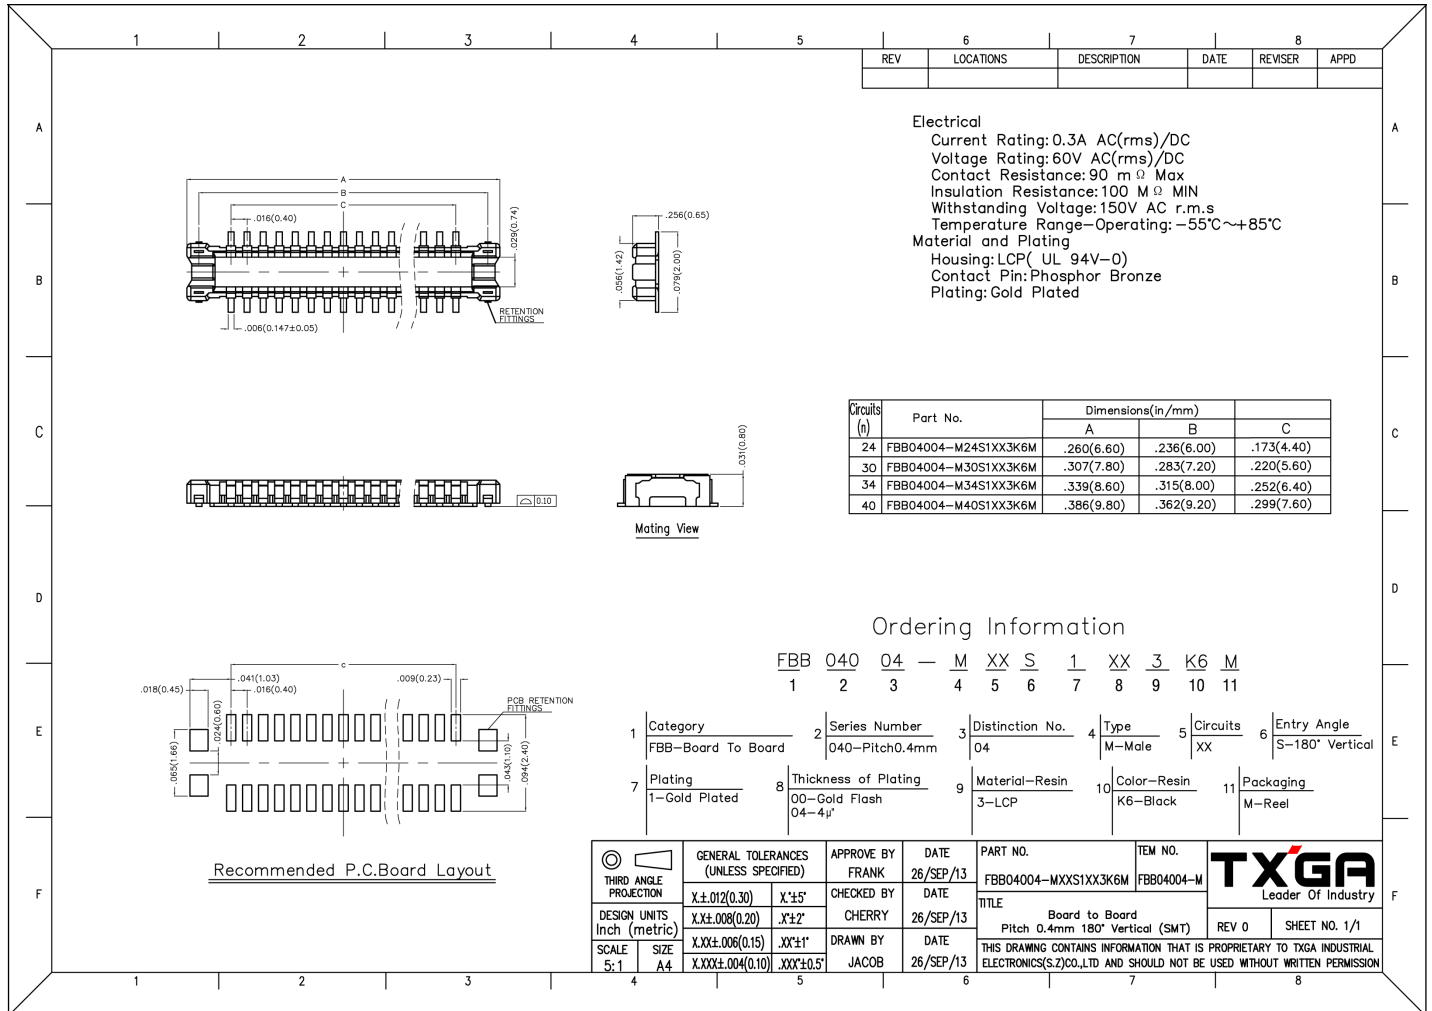 1 2 3 4 5 6 7 8
REV LOCATIONS DESCRIPTION DATE REVISER APPD
A A
Electrical
Current Rating:0.3A AC(rms)/DC
Voltage Rating:60V AC(rms)/DC
Contact Resistance:90 m Ω Max
Insulation Resistance:100 M Ω MIN
Withstanding Voltage:150V AC r.m.s
Temperature Range-Operating:-55°C~+85°C
Material and Plating
Housing:LCP( UL 94V-0)
Contact Pin:Phosphor Bronze
Plating:Gold Plated
A
B
C
.016(0.40)
.029(0.74)
.006(0.147±0.05)
RETENTION
FITTINGS
.256(0.65)
.056(1.42)
.079(2.00)
B B
Circuits (n) Part No. Dimensions(in/mm)
A B C
24 FBB04004-M24S1XX3K6M .260(6.60) .236(6.00) .173(4.40)
30 FBB04004-M30S1XX3K6M .307(7.80) .283(7.20) .220(5.60)
34 FBB04004-M34S1XX3K6M .339(8.60) .315(8.00) .252(6.40)
40 FBB04004-M40S1XX3K6M .386(9.80) .362(9.20) .299(7.60)
C C
0.10
.031(0.80)
Mating View
D D
Ordering Information
FBB 040 04 — M XX S 1 XX 3 K6 M
1 2 3 4 5 6 7 8 9 10 11
1 Category
FBB-Board To Board
2 Series Number
040-Pitch0.4mm
3 Distinction No.
04
4 Type
M-Male
5 Circuits
XX
6 Entry Angle
S-180° Vertical
7 Plating
1-Gold Plated
8 Thickness of Plating
00-Gold Flash
04-4μ"
9 Material-Resin
3-LCP
10 Color-Resin
K6-Black
11 Packaging
M-Reel
c
.041(1.03)
.018(0.45)
.016(0.40)
.009(0.23)
.024(0.60)
.065(1.66)
.043(1.10)
.094(2.40)
PCB RETENTION
FITTINGS
E E
Recommended P.C.Board Layout
F F
THIRD ANGLE
PROJECTION
DESIGN UNITS
Inch (metric)
SCALE SIZE
5:1 A4
GENERAL TOLERANCES
(UNLESS SPECIFIED)
X.±.012(0.30) X.°±5°
X.X±.008(0.20) .X°±2°
X.XX±.006(0.15) .XX°±1°
X.XXX±.004(0.10) .XXX°±0.5°
APPROVE BY DATE
FRANK 26/SEP/13
CHECKED BY DATE
CHERRY 26/SEP/13
DRAWN BY DATE
JACOB 26/SEP/13
PART NO. TEM NO.
FBB04004-MXXS1XX3K6M FBB04004-M
TITLE
Board to Board
Pitch 0.4mm 180° Vertical (SMT)
TXGA
Leader Of Industry
REV 0 SHEET NO. 1/1
THIS DRAWING CONTAINS INFORMATION THAT IS PROPRIETARY TO TXGA INDUSTRIAL
ELECTRONICS(S.Z)CO.,LTD AND SHOULD NOT BE USED WITHOUT WRITTEN PERMISSION
1 2 3 4 5 6 7 8